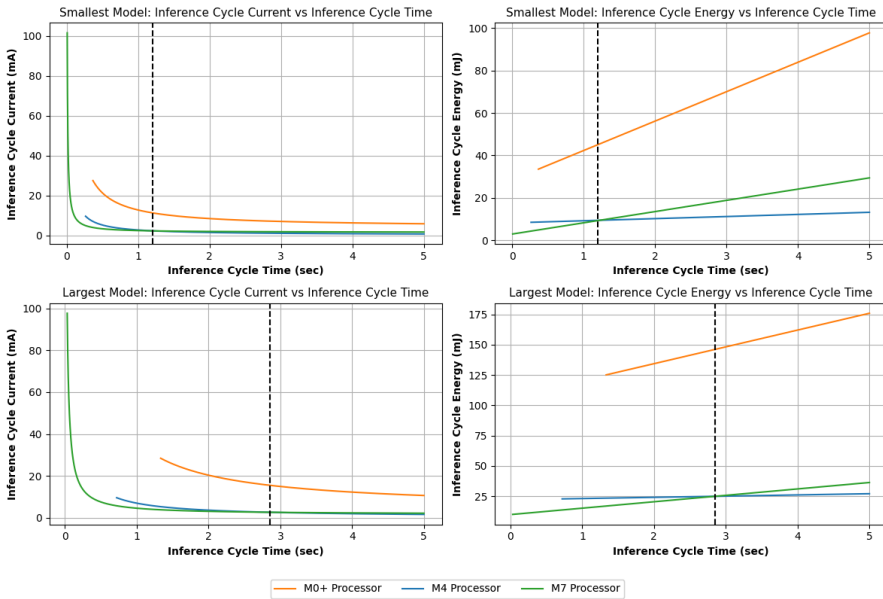 Smallest Model: Inference Cycle Current vs Inference Cycle Time
Inference Cycle Current (mA)
100
80
60
40
20
0
0 1 2 3 4 5
Inference Cycle Time (sec)
Smallest Model: Inference Cycle Energy vs Inference Cycle Time
Inference Cycle Energy (mJ)
100
80
60
40
20
0
0 1 2 3 4 5
Inference Cycle Time (sec)
Largest Model: Inference Cycle Current vs Inference Cycle Time
Inference Cycle Current (mA)
100
80
60
40
20
0
0 1 2 3 4 5
Inference Cycle Time (sec)
Largest Model: Inference Cycle Energy vs Inference Cycle Time
Inference Cycle Energy (mJ)
175
150
125
100
75
50
25
0 1 2 3 4 5
Inference Cycle Time (sec)
M0+ Processor M4 Processor M7 Processor